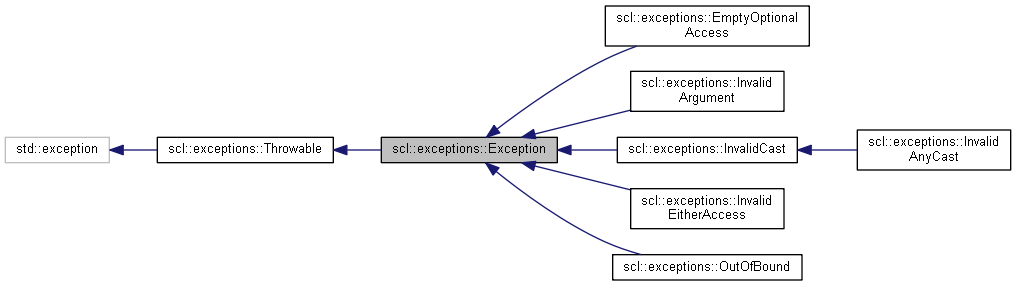 std::exception
scl::exceptions::Throwable
scl::exceptions::Exception
scl::exceptions::EmptyOptional
Access
scl::exceptions::Invalid
Argument
scl::exceptions::InvalidCast
scl::exceptions::Invalid
AnyCast
scl::exceptions::Invalid
EitherAccess
scl::exceptions::OutOfBound